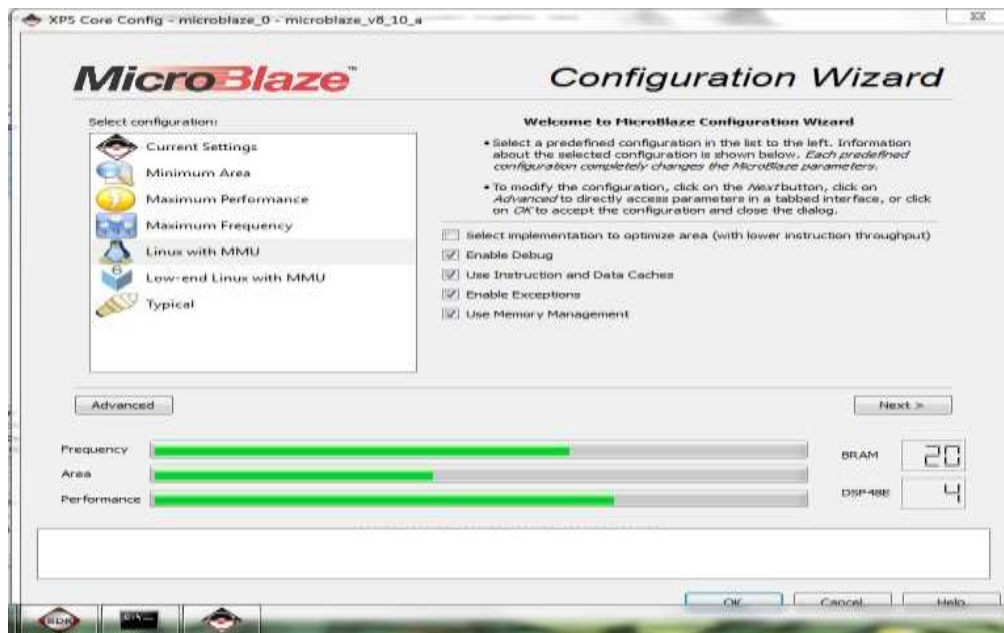 XPS Core Config - microblaze_0 - microblaze_v8_10_a
MicroBlaze™
Configuration Wizard
Select configuration:
Current Settings
Minimum Area
Maximum Performance
Maximum Frequency
Linux with MMU
Low-end Linux with MMU
Typical
Welcome to MicroBlaze Configuration Wizard
• Select a predefined configuration in the list to the left. Information
about the selected configuration is shown below. Each predefined
configuration completely changes the MicroBlaze parameters.
• To modify the configuration, click on the Next button, click on
Advanced to directly access parameters in a tabbed interface, or click
on OK to accept the configuration and close the dialog.
Select implementation to optimize area (with lower instruction throughput)
Enable Debug
Use Instruction and Data Caches
Enable Exceptions
Use Memory Management
Advanced
Next >
Frequency
Area
Performance
BRAM 20
DSP48E 4
OK
Cancel
Help
SDK